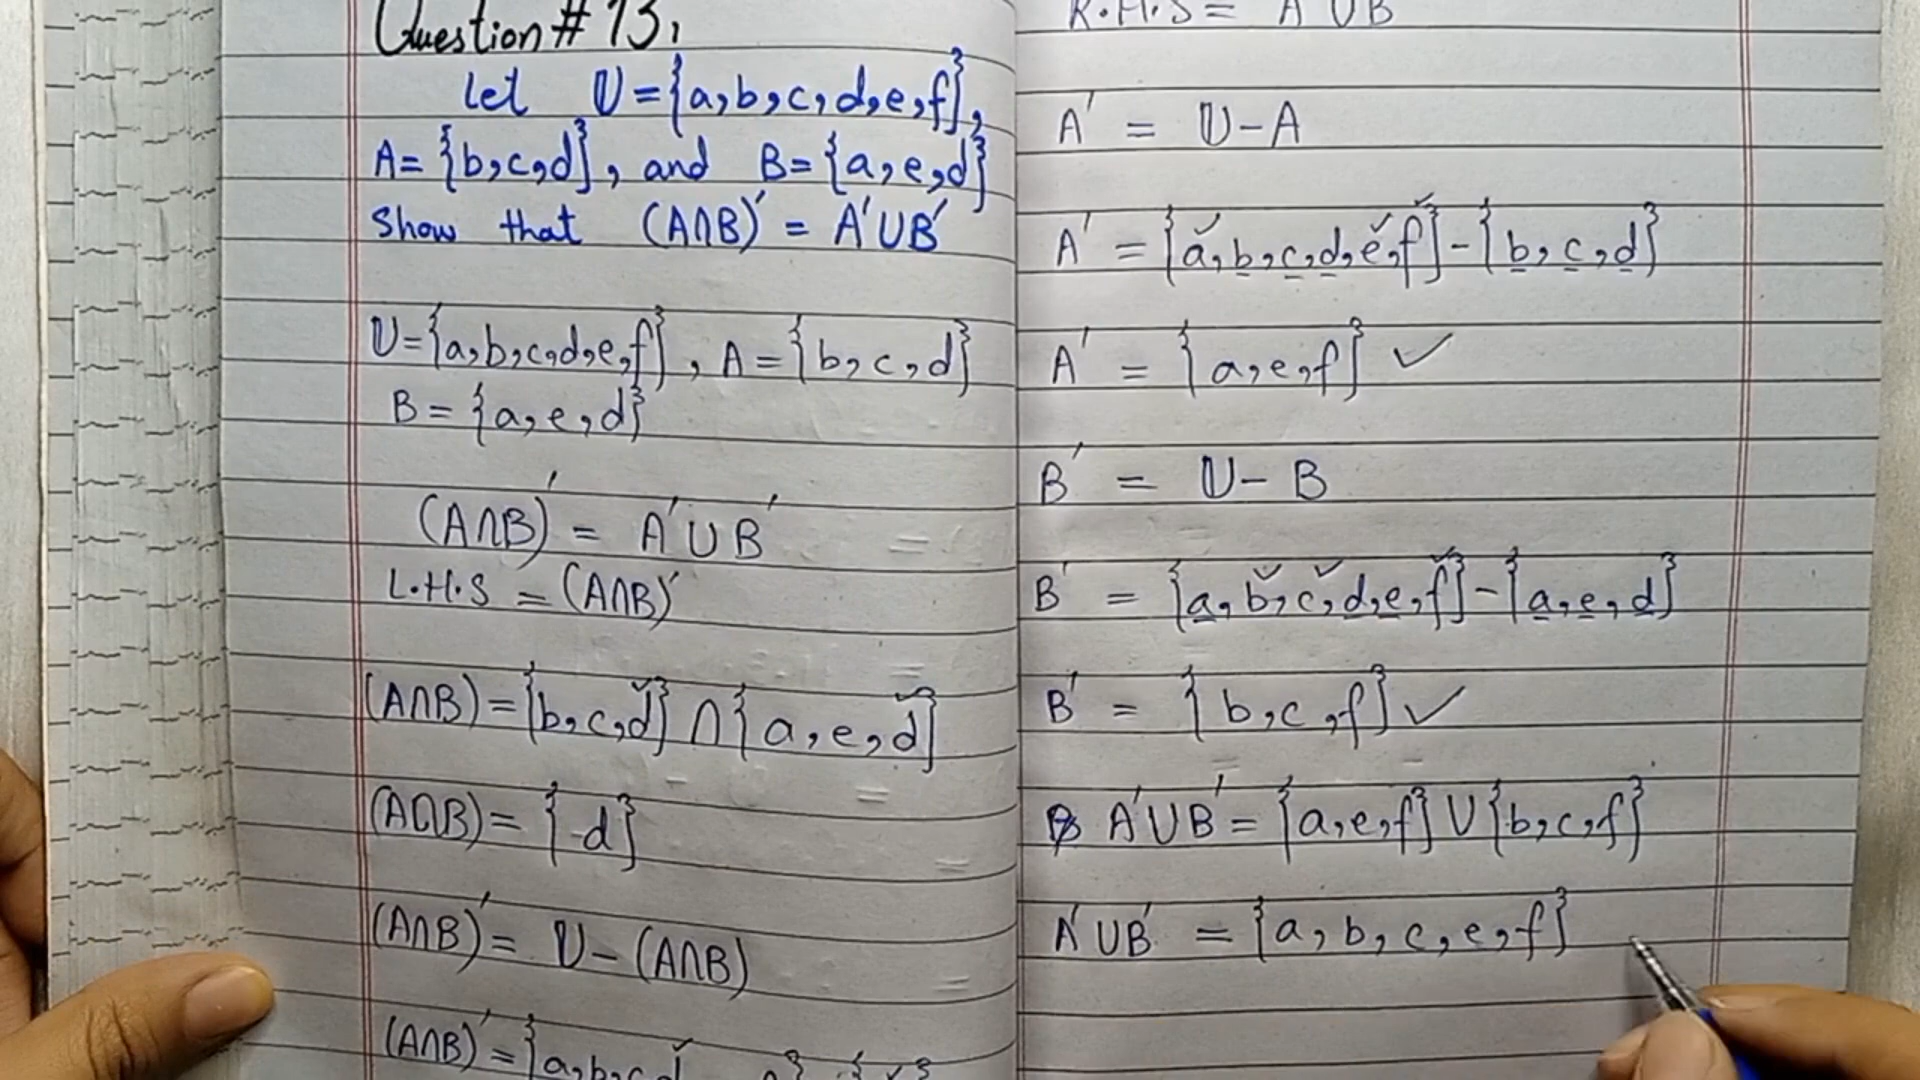 Question # 13,
Let U = {a, b, c, d, e, f},
A = {b, c, d}, and B = {a, e, d}
Show that (A∩B)' = A'∪B'
U = {a, b, c, d, e, f}, A = {b, c, d}
B = {a, e, d}
(A∩B)' = A'∪B'
L.H.S = (A∩B)'
(A∩B) = {b, c, d} ∩ {a, e, d}
(A∩B) = {d}
(A∩B)' = U - (A∩B)
(A∩B)' = {a, b, c, d
R.H.S = A ∪ B
A' = U - A
A' = {a, b, c, d, e, f} - {b, c, d}
A' = {a, e, f} ✓
B' = U - B
B' = {a, b, c, d, e, f} - {a, e, d}
B' = {b, c, f} ✓
A'∪B' = {a, e, f} ∪ {b, c, f}
A'∪B' = {a, b, c, e, f}